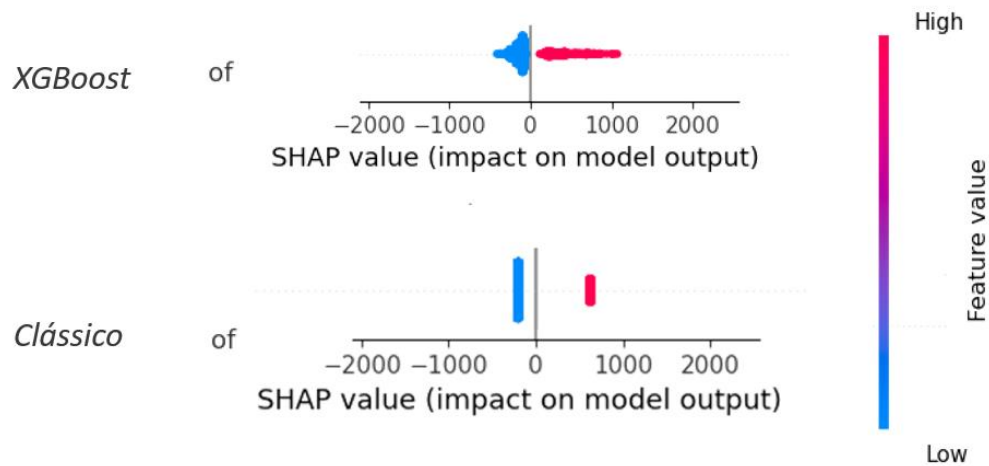 High
XGBoost
of
−2000 −1000 0 1000 2000
SHAP value (impact on model output)
Feature value
Clássico
of
−2000 −1000 0 1000 2000
SHAP value (impact on model output)
Low